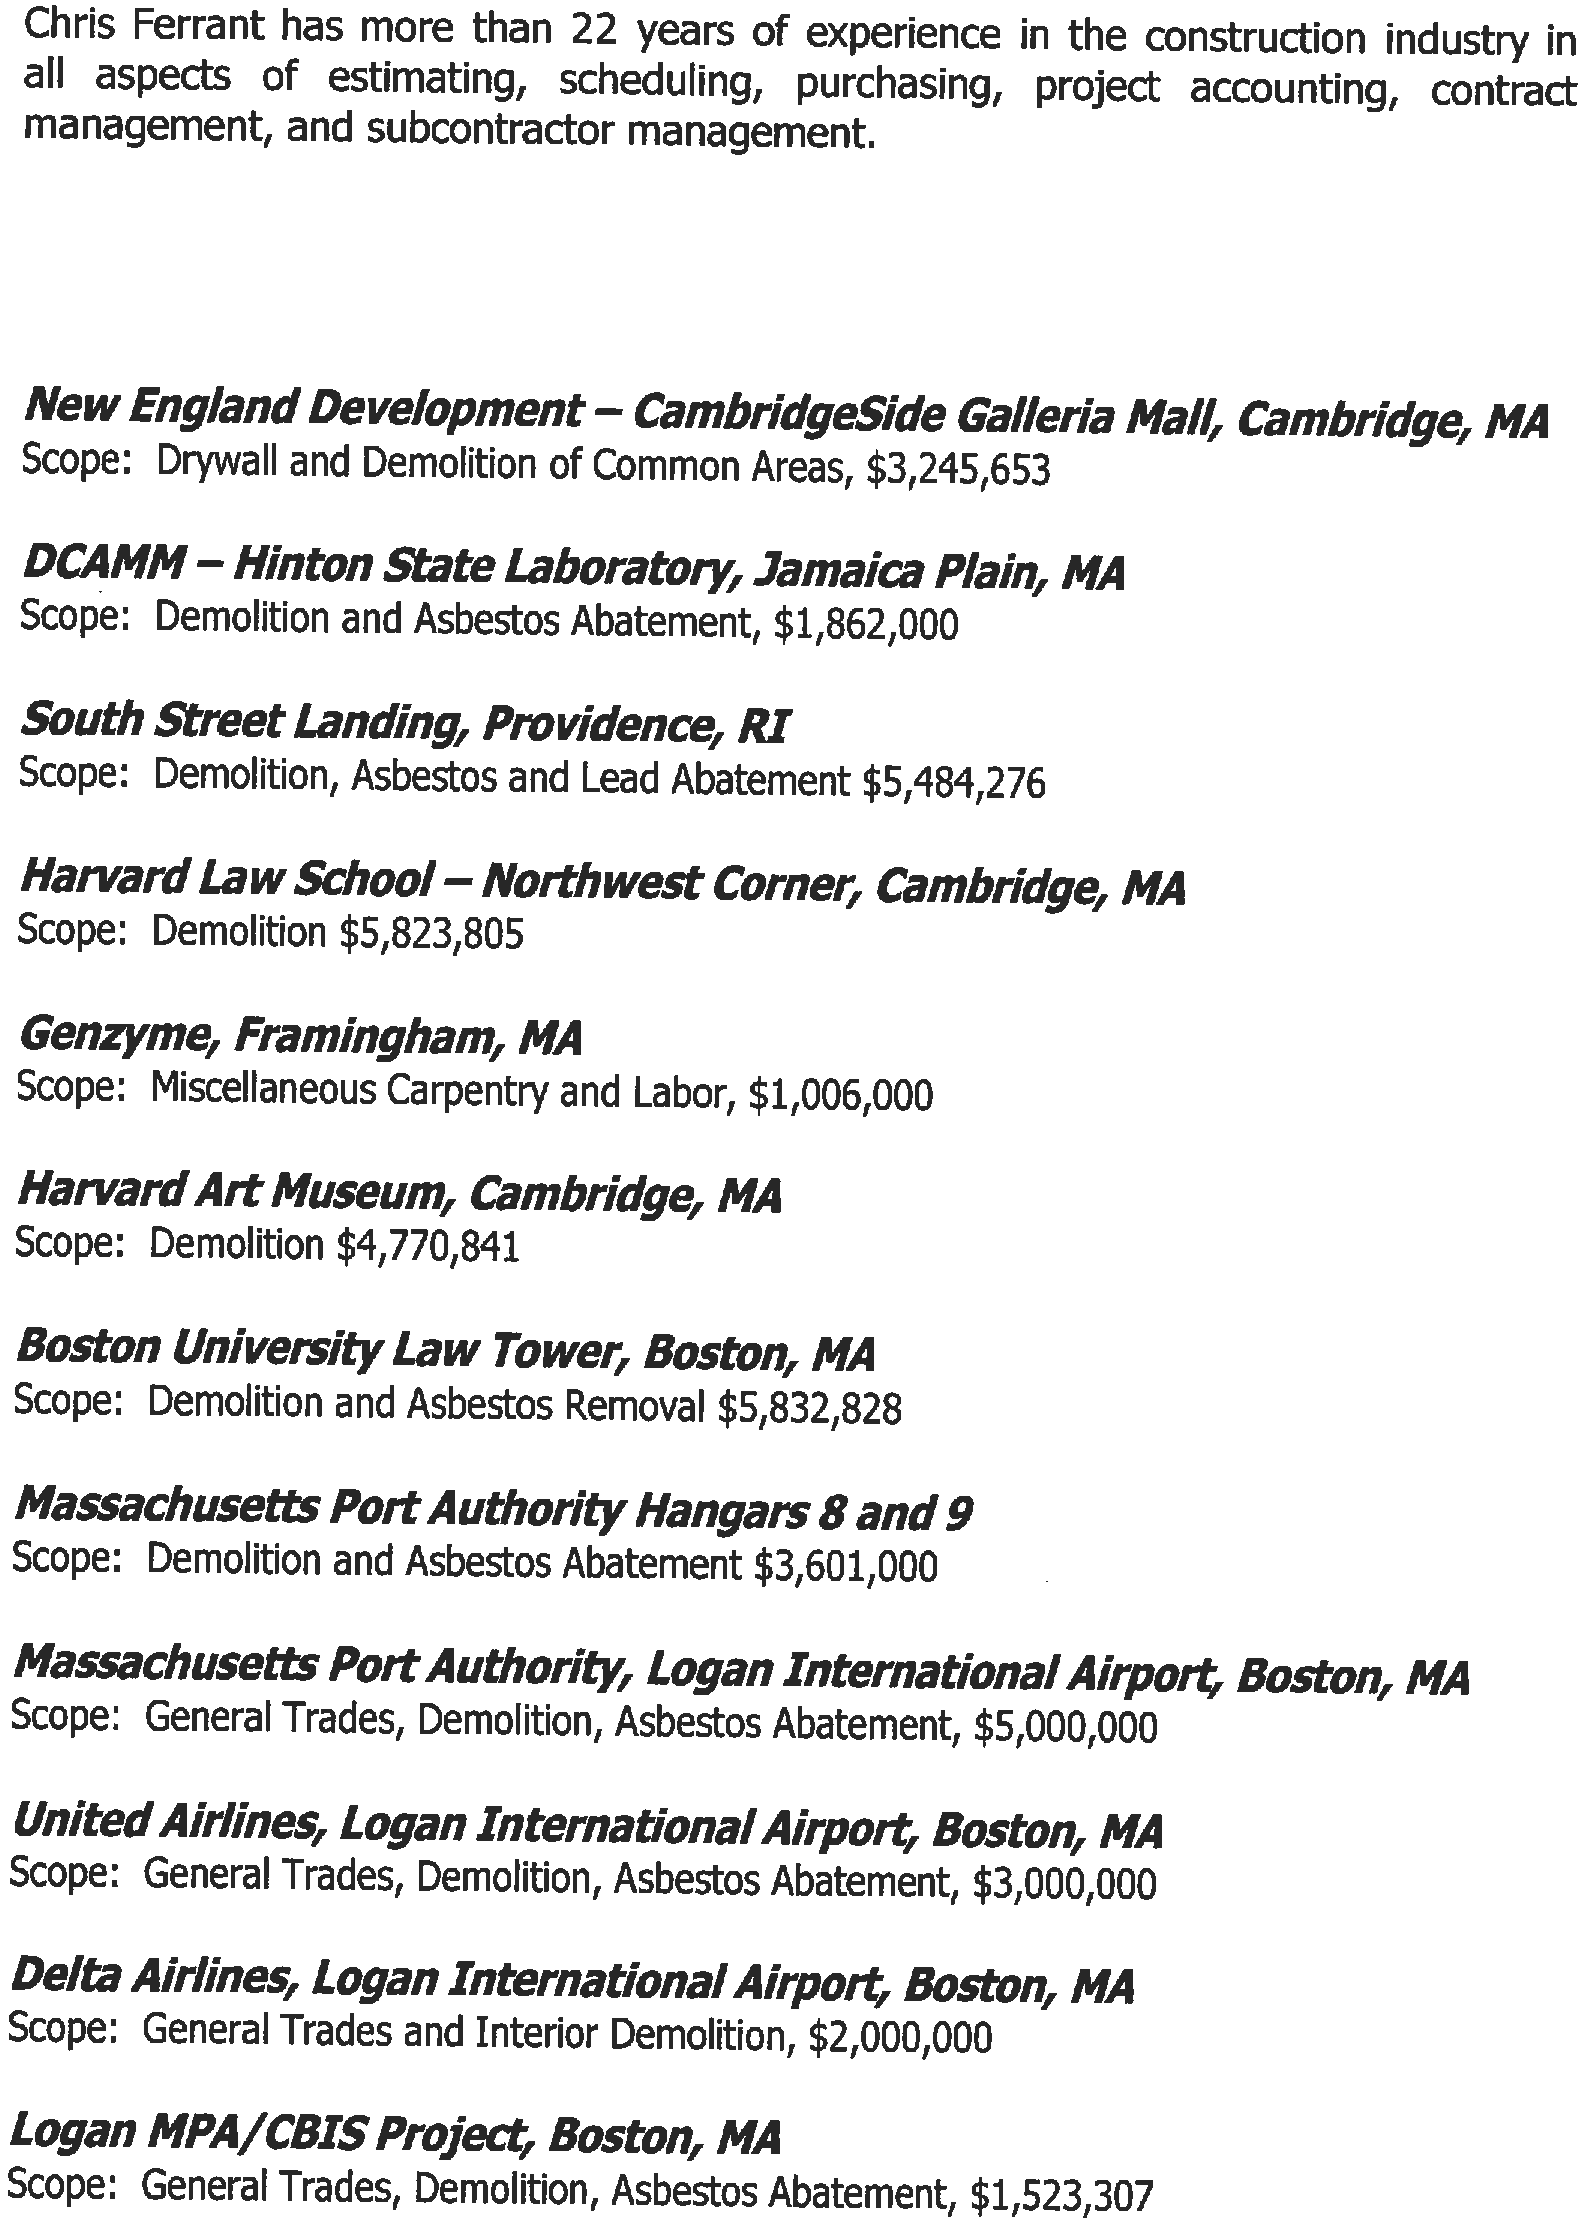 Chris Ferrant has more than 22 years of experience in the construction industry in
all aspects of estimating, scheduling, purchasing, project accounting, contract
management, and subcontractor management.
New England Development – CambridgeSide Galleria Mall, Cambridge, MA
Scope: Drywall and Demolition of Common Areas, $3,245,653
DCAMM – Hinton State Laboratory, Jamaica Plain, MA
Scope: Demolition and Asbestos Abatement, $1,862,000
South Street Landing, Providence, RI
Scope: Demolition, Asbestos and Lead Abatement $5,484,276
Harvard Law School – Northwest Corner, Cambridge, MA
Scope: Demolition $5,823,805
Genzyme, Framingham, MA
Scope: Miscellaneous Carpentry and Labor, $1,006,000
Harvard Art Museum, Cambridge, MA
Scope: Demolition $4,770,841
Boston University Law Tower, Boston, MA
Scope: Demolition and Asbestos Removal $5,832,828
Massachusetts Port Authority Hangars 8 and 9
Scope: Demolition and Asbestos Abatement $3,601,000
Massachusetts Port Authority, Logan International Airport, Boston, MA
Scope: General Trades, Demolition, Asbestos Abatement, $5,000,000
United Airlines, Logan International Airport, Boston, MA
Scope: General Trades, Demolition, Asbestos Abatement, $3,000,000
Delta Airlines, Logan International Airport, Boston, MA
Scope: General Trades and Interior Demolition, $2,000,000
Logan MPA/CBIS Project, Boston, MA
Scope: General Trades, Demolition, Asbestos Abatement, $1,523,307